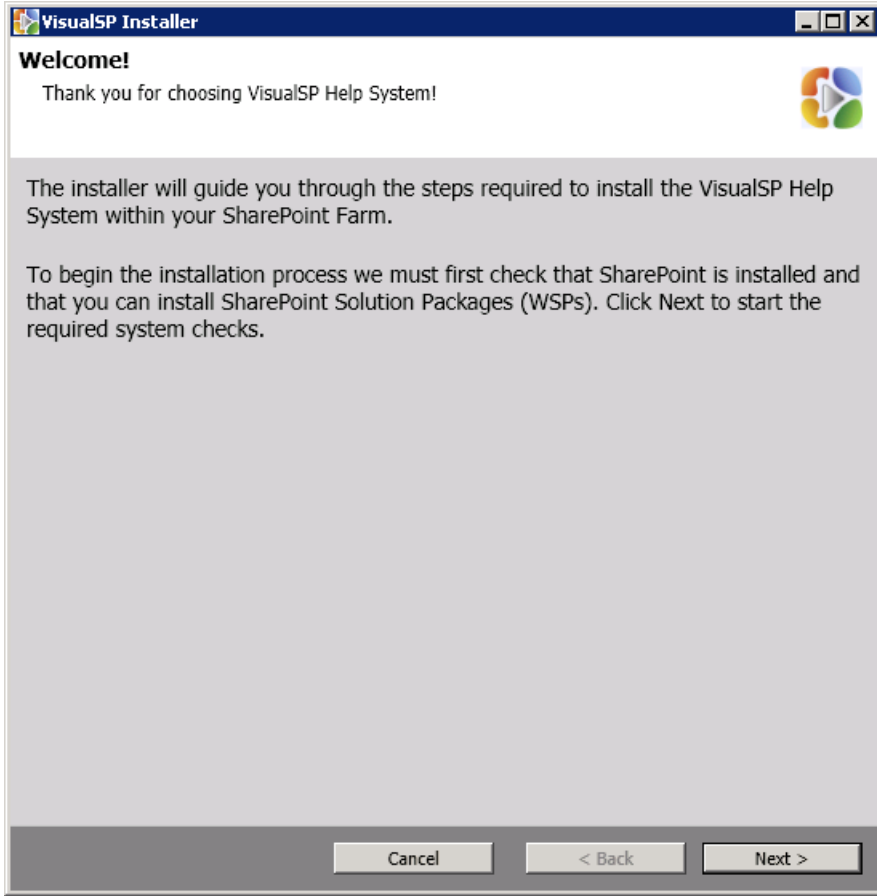 VisualSP Installer
Welcome!
Thank you for choosing VisualSP Help System!
The installer will guide you through the steps required to install the VisualSP Help
System within your SharePoint Farm.
To begin the installation process we must first check that SharePoint is installed and
that you can install SharePoint Solution Packages (WSPs). Click Next to start the
required system checks.
Cancel
< Back
Next >